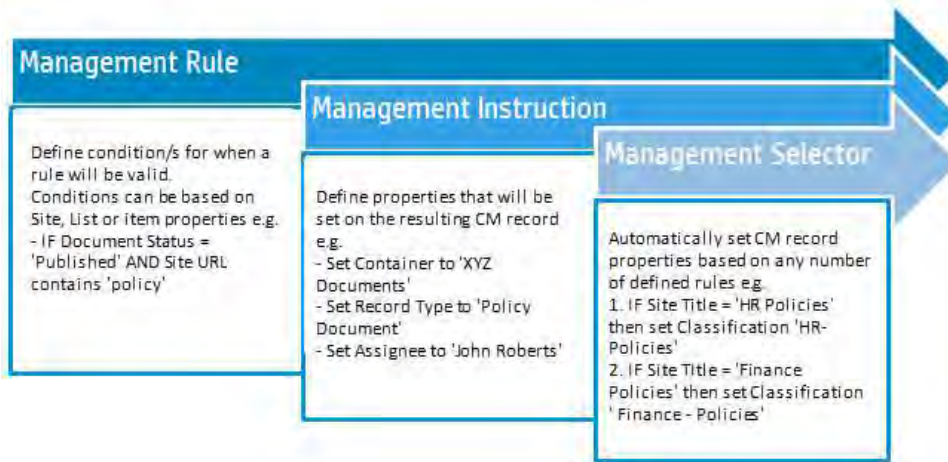 Management Rule
Define condition/s for when a
rule will be valid.
Conditions can be based on
Site, List or item properties e.g.
- IF Document Status =
'Published' AND Site URL
contains 'policy'
Management Instruction
Define properties that will be
set on the resulting CM record
e.g.
- Set Container to 'XYZ
Documents'
- Set Record Type to 'Policy
Document'
- Set Assignee to 'John Roberts'
Management Selector
Automatically set CM record
properties based on any number
of defined rules e.g.
1. IF Site Title = 'HR Policies'
then set Classification 'HR-
Policies'
2. IF Site Title = 'Finance
Policies' then set Classification
' Finance - Policies'